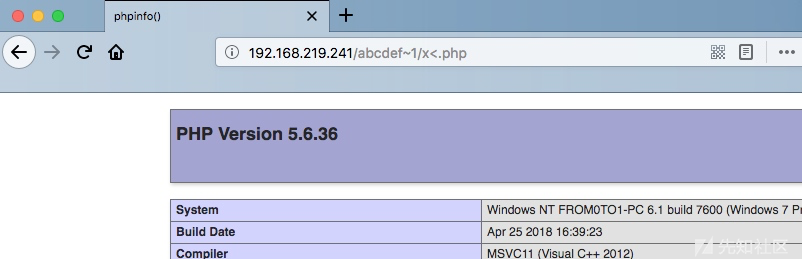 phpinfo()
192.168.219.241/abcdef~1/x<.php
PHP Version 5.6.36
System Windows NT FROM0TO1-PC 6.1 build 7600 (Windows 7 Pr
Build Date Apr 25 2018 16:39:23
Compiler MSVC11 (Visual C++ 2012)
先知社区